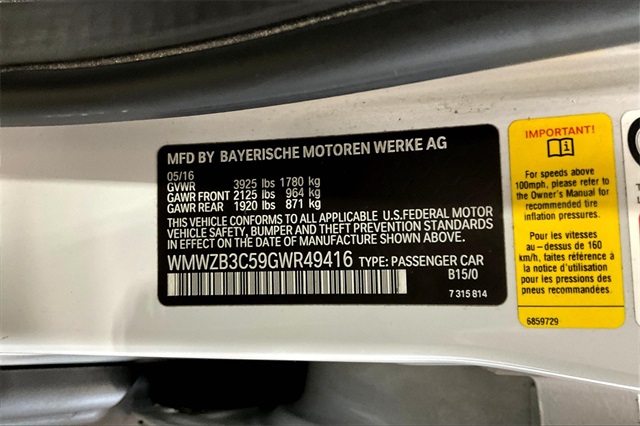 MFD BY BAYERISCHE MOTOREN WERKE AG
05/16
GVWR 3925 lbs 1780 kg
GAWR FRONT 2125 lbs 964 kg
GAWR REAR 1920 lbs 871 kg
THIS VEHICLE CONFORMS TO ALL APPLICABLE U.S.FEDERAL MOTOR
VEHICLE SAFETY, BUMPER AND THEFT PREVENTION STANDARDS
IN EFFECT ON THE DATE OF MANUFACTURE SHOWN ABOVE.
WMWZB3C59GWR49416 TYPE: PASSENGER CAR
B15/0
7 315 814
IMPORTANT!
For speeds above
100mph, please refer to
the Owner's Manual for
recommended tire
inflation pressures.
Pour les vitesses
au - dessus de 160
km/h, faites référence à
la notice d'utilisation
des pneus recommandées.
6859729